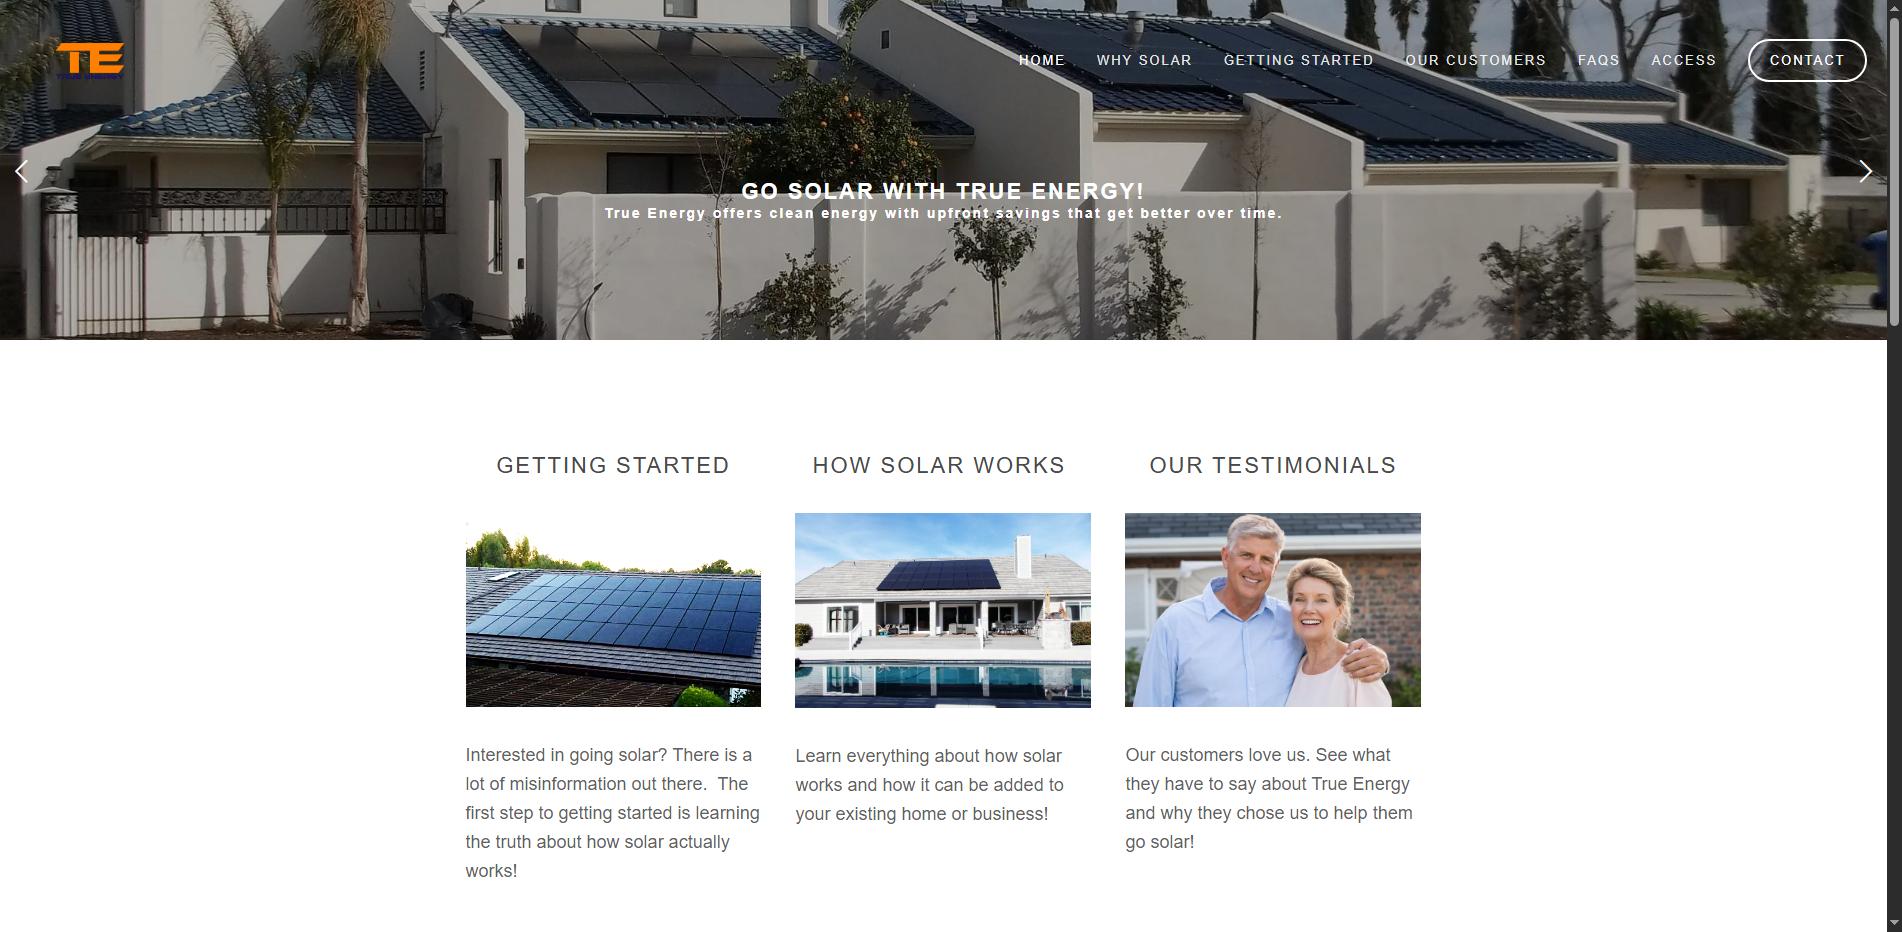 TE
TRUE ENERGY
HOME WHY SOLAR GETTING STARTED OUR CUSTOMERS FAQS ACCESS CONTACT
GO SOLAR WITH TRUE ENERGY!
True Energy offers clean energy with upfront savings that get better over time.
GETTING STARTED
Interested in going solar? There is a
lot of misinformation out there.  The
first step to getting started is learning
the truth about how solar actually
works!
HOW SOLAR WORKS
Learn everything about how solar
works and how it can be added to
your existing home or business!
OUR TESTIMONIALS
Our customers love us. See what
they have to say about True Energy
and why they chose us to help them
go solar!